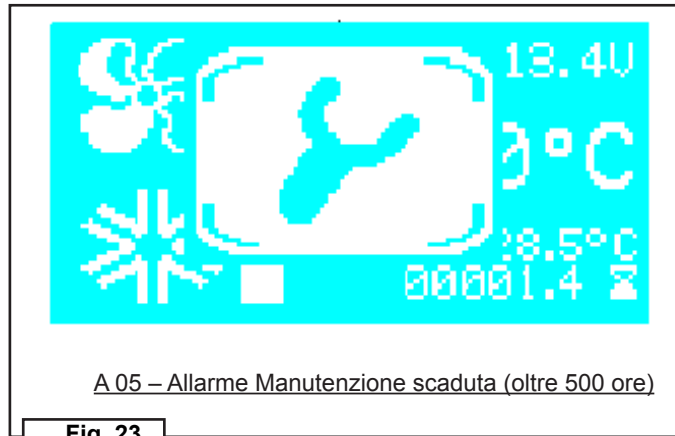 13.4V
°C
8.5°C
00001.4
A 05 – Allarme Manutenzione scaduta (oltre 500 ore)
Fig. 23